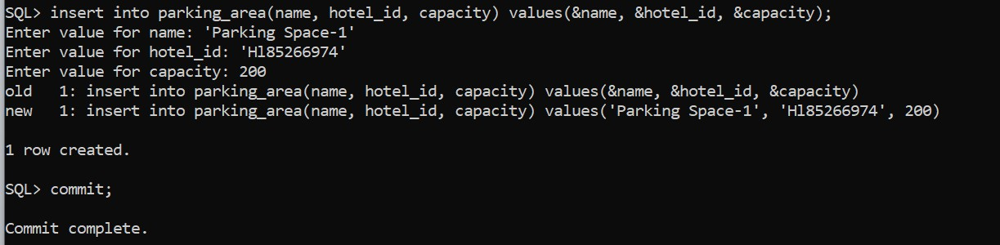 SQL> insert into parking_area(name, hotel_id, capacity) values(&name, &hotel_id, &capacity);
Enter value for name: 'Parking Space-1'
Enter value for hotel_id: 'Hl85266974'
Enter value for capacity: 200
old   1: insert into parking_area(name, hotel_id, capacity) values(&name, &hotel_id, &capacity)
new   1: insert into parking_area(name, hotel_id, capacity) values('Parking Space-1', 'Hl85266974', 200)
1 row created.
SQL> commit;
Commit complete.